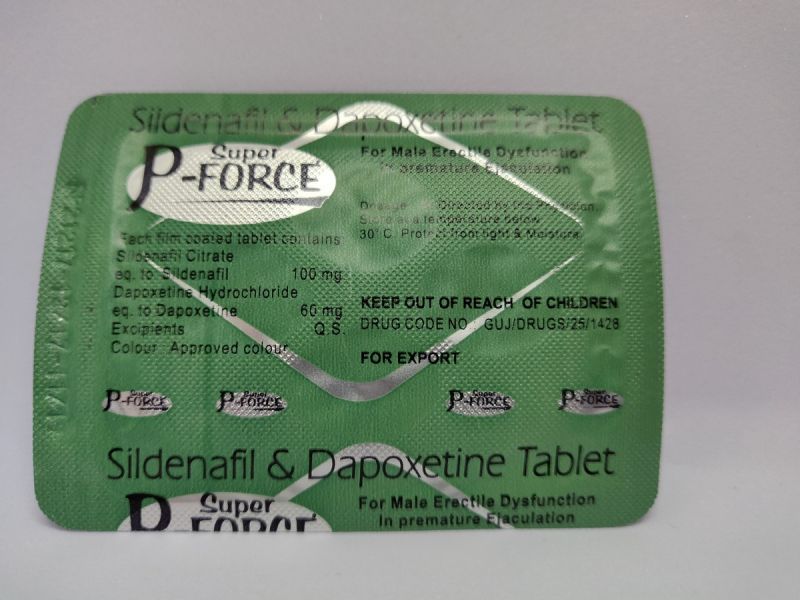 Sildenafil & Dapoxetine Tablet
Super
P-FORCE
For Male Erectile Dysfunction
In premature Ejaculation
Dosage Directed by the Physician.
Store at a temperature below
30° C. Protect from light & Moisture
Each film coated tablet contains
Sildenafil Citrate
eq. to Sildenafil 100 mg
Dapoxetine Hydrochloride
eq. to Dapoxetine 60 mg
Excipients Q.S.
Colour : Approved colour
KEEP OUT OF REACH OF CHILDREN
DRUG CODE NO. : GUJ/DRUGS/25/1428
FOR EXPORT
Super
P-FORCE
Super
P-FORCE
Super
P-FORCE
Super
P-FORCE
Sildenafil & Dapoxetine Tablet
Super
P-FORCE
For Male Erectile Dysfunction
In premature Ejaculation